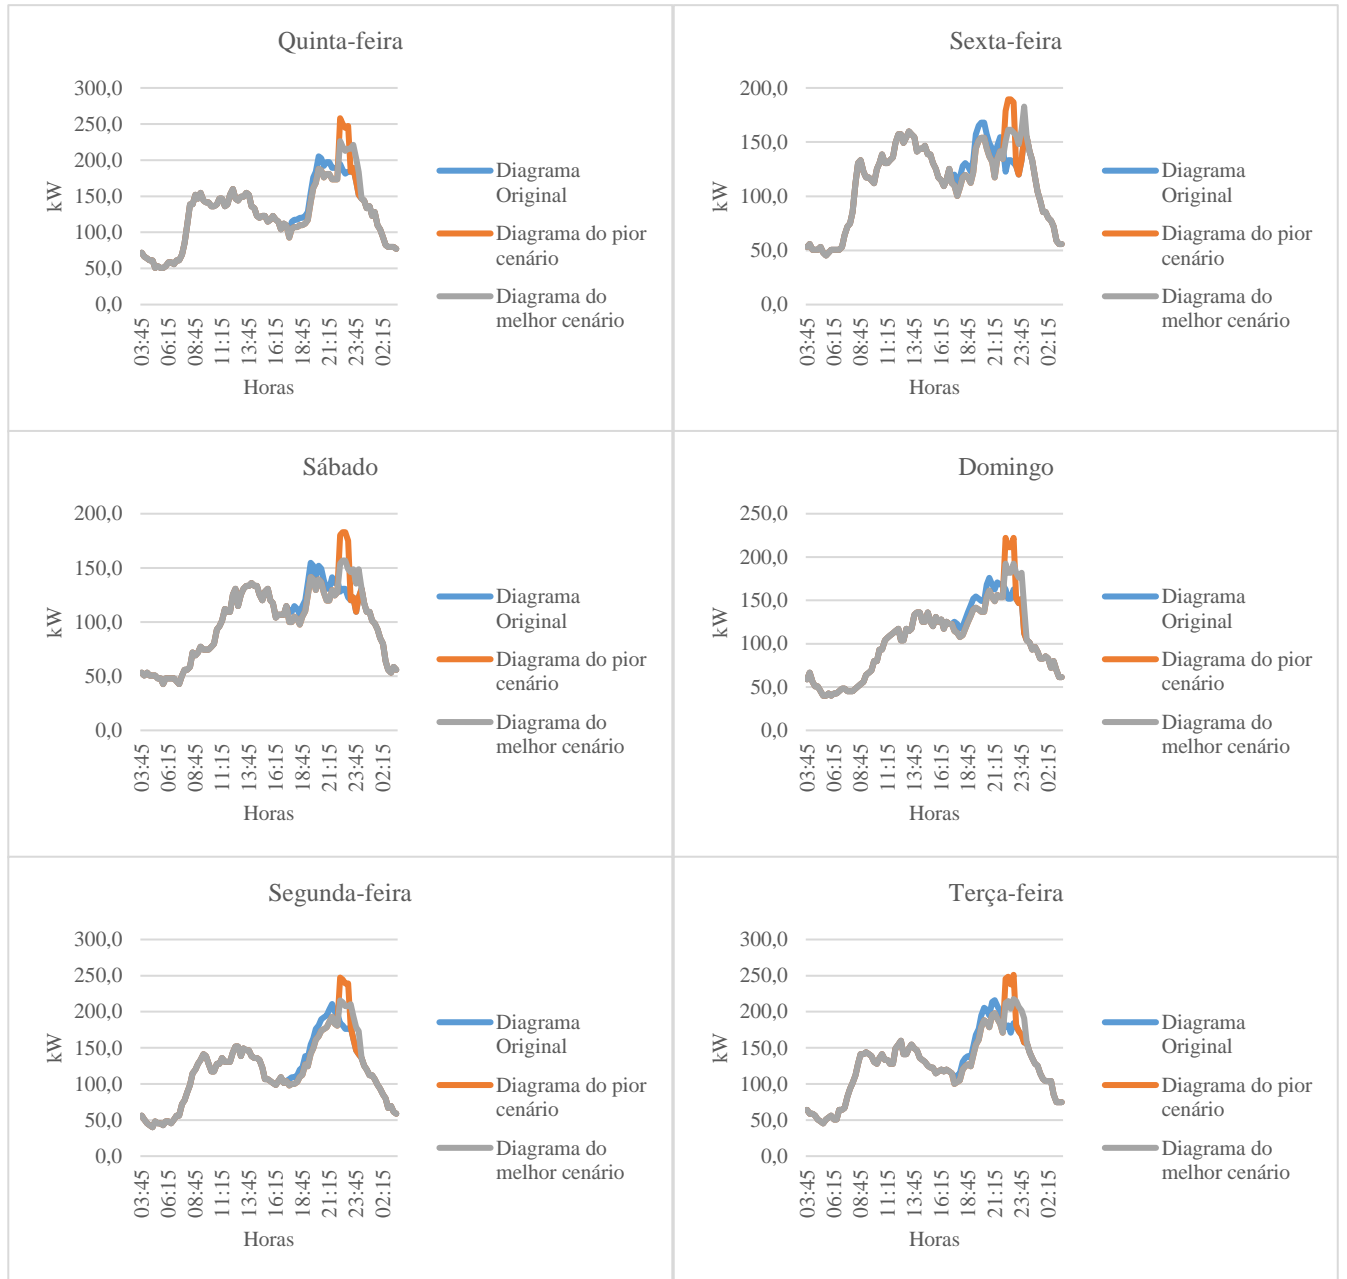 Quinta-feira
300,0
250,0
200,0
150,0
100,0
50,0
0,0
kW
03:45
06:15
08:45
11:15
13:45
16:15
18:45
21:15
23:45
02:15
Horas
Diagrama
Original
Diagrama do pior
cenário
Diagrama do
melhor cenário
Sexta-feira
200,0
150,0
100,0
50,0
0,0
kW
03:45
06:15
08:45
11:15
13:45
16:15
18:45
21:15
23:45
02:15
Horas
Diagrama
Original
Diagrama do pior
cenário
Diagrama do
melhor cenário
Sábado
200,0
150,0
100,0
50,0
0,0
kW
03:45
06:15
08:45
11:15
13:45
16:15
18:45
21:15
23:45
02:15
Horas
Diagrama
Original
Diagrama do pior
cenário
Diagrama do
melhor cenário
Domingo
250,0
200,0
150,0
100,0
50,0
0,0
kW
03:45
06:15
08:45
11:15
13:45
16:15
18:45
21:15
23:45
02:15
Horas
Diagrama
Original
Diagrama do pior
cenário
Diagrama do
melhor cenário
Segunda-feira
300,0
250,0
200,0
150,0
100,0
50,0
0,0
kW
03:45
06:15
08:45
11:15
13:45
16:15
18:45
21:15
23:45
02:15
Horas
Diagrama
Original
Diagrama do pior
cenário
Diagrama do
melhor cenário
Terça-feira
300,0
250,0
200,0
150,0
100,0
50,0
0,0
kW
03:45
06:15
08:45
11:15
13:45
16:15
18:45
21:15
23:45
02:15
Horas
Diagrama
Original
Diagrama do pior
cenário
Diagrama do
melhor cenário